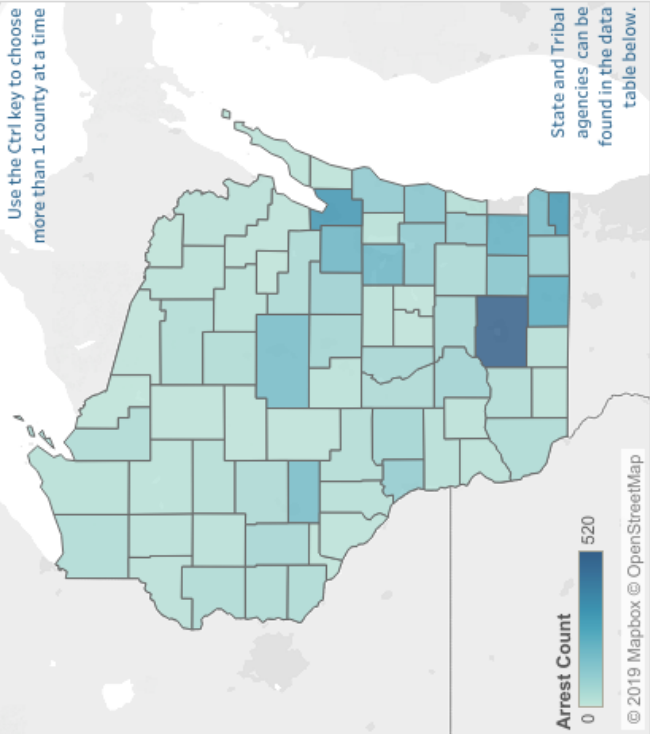 Use the Ctrl key to choose
more than 1 county at a time
State and Tribal
agencies can be
found in the data
table below.
Arrest Count
0
520
© 2019 Mapbox © OpenStreetMap